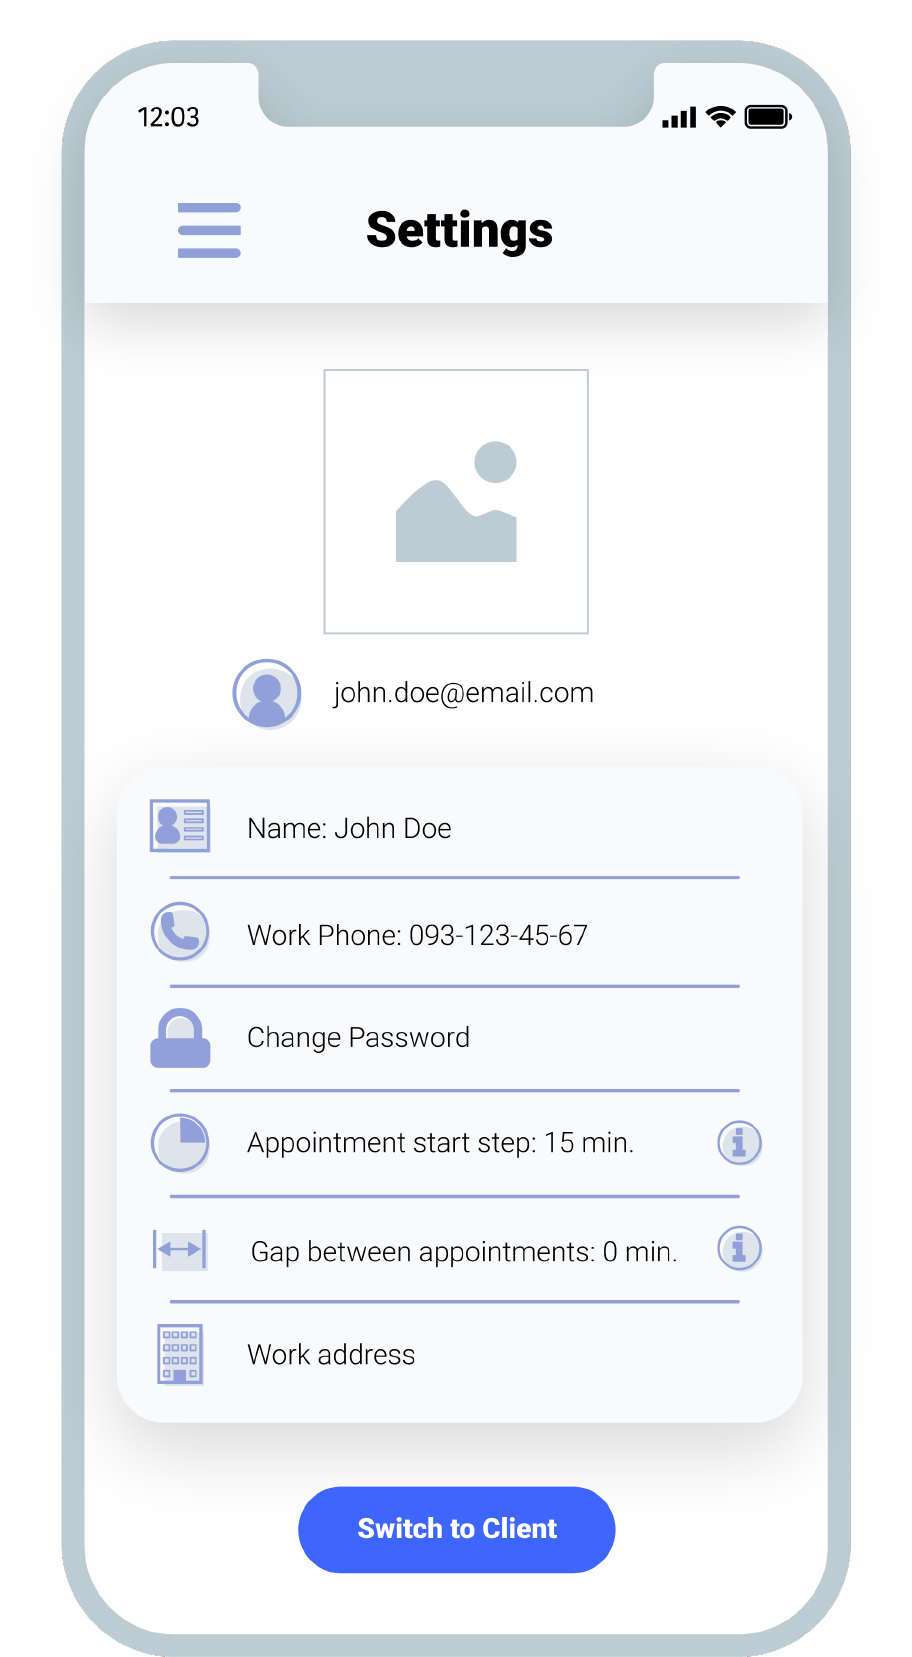 12:03
Settings
john.doe@email.com
Name: John Doe
Work Phone: 093-123-45-67
Change Password
Appointment start step: 15 min.
Gap between appointments: 0 min.
Work address
Switch to Client